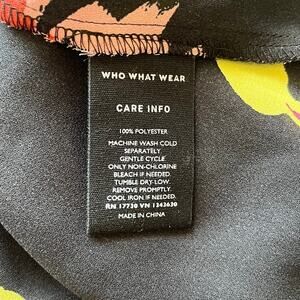 WHO WHAT WEAR
CARE INFO
100% POLYESTER
MACHINE WASH COLD
SEPARATELY.
GENTLE CYCLE
ONLY NON-CHLORINE
BLEACH IF NEEDED.
TUMBLE DRY-LOW.
REMOVE PROMPTLY.
COOL IRON IF NEEDED.
RN 17730 VN 1242630
MADE IN CHINA